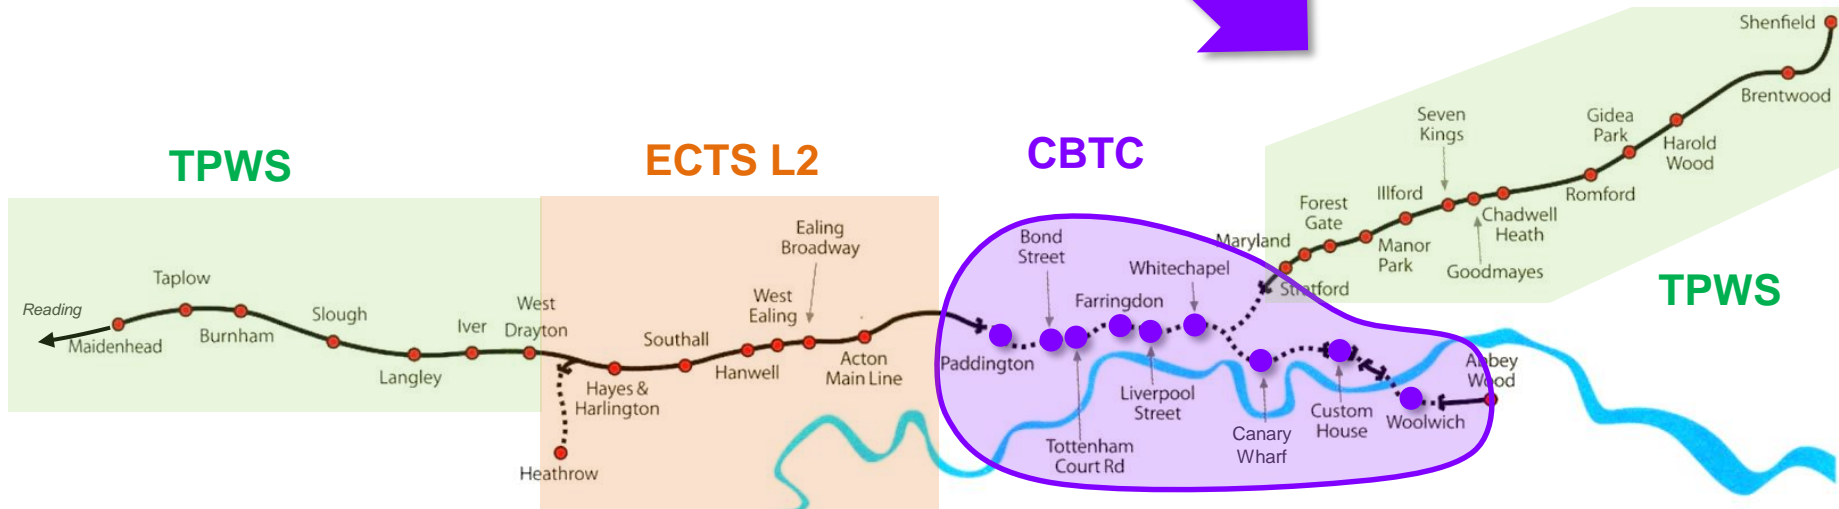 TPWS
ECTS L2
CBTC
TPWS
Reading
Maidenhead
Taplow
Burnham
Slough
Langley
Iver
West
Drayton
Heathrow
Hayes &
Harlington
Southall
Hanwell
West
Ealing
Ealing
Broadway
Acton
Main Line
Paddington
Bond
Street
Tottenham
Court Rd
Farringdon
Liverpool
Street
Whitechapel
Canary
Wharf
Custom
House
Woolwich
Abbey
Wood
Stratford
Maryland
Forest
Gate
Manor
Park
Illford
Seven
Kings
Goodmayes
Chadwell
Heath
Romford
Gidea
Park
Harold
Wood
Brentwood
Shenfield